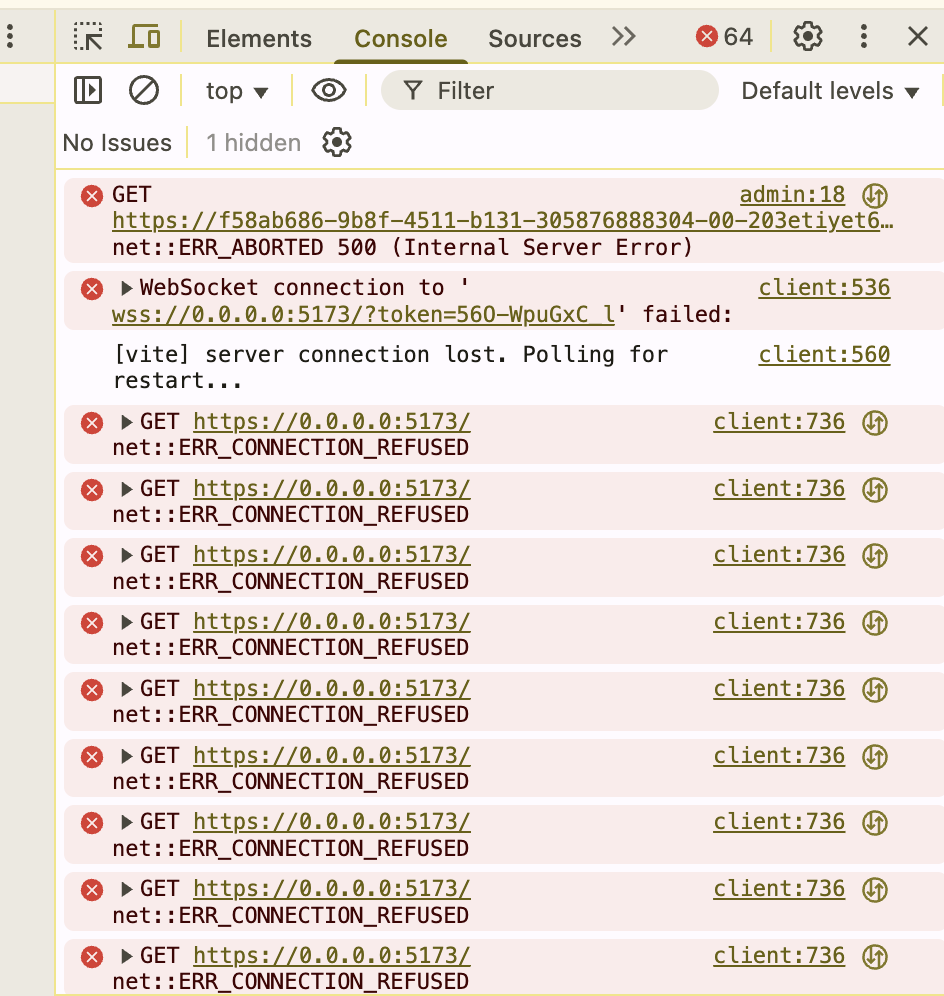 Elements Console Sources 64
top Filter Default levels
No Issues 1 hidden
GET admin:18
https://f58ab686-9b8f-4511-b131-305876888304-00-203etiyet6…
net::ERR_ABORTED 500 (Internal Server Error)
WebSocket connection to ' client:536
wss://0.0.0.0:5173/?token=56O-WpuGxC_l' failed:
[vite] server connection lost. Polling for client:560
restart...
GET https://0.0.0.0:5173/ client:736
net::ERR_CONNECTION_REFUSED
GET https://0.0.0.0:5173/ client:736
net::ERR_CONNECTION_REFUSED
GET https://0.0.0.0:5173/ client:736
net::ERR_CONNECTION_REFUSED
GET https://0.0.0.0:5173/ client:736
net::ERR_CONNECTION_REFUSED
GET https://0.0.0.0:5173/ client:736
net::ERR_CONNECTION_REFUSED
GET https://0.0.0.0:5173/ client:736
net::ERR_CONNECTION_REFUSED
GET https://0.0.0.0:5173/ client:736
net::ERR_CONNECTION_REFUSED
GET https://0.0.0.0:5173/ client:736
net::ERR_CONNECTION_REFUSED
GET https://0.0.0.0:5173/ client:736
net::ERR_CONNECTION_REFUSED